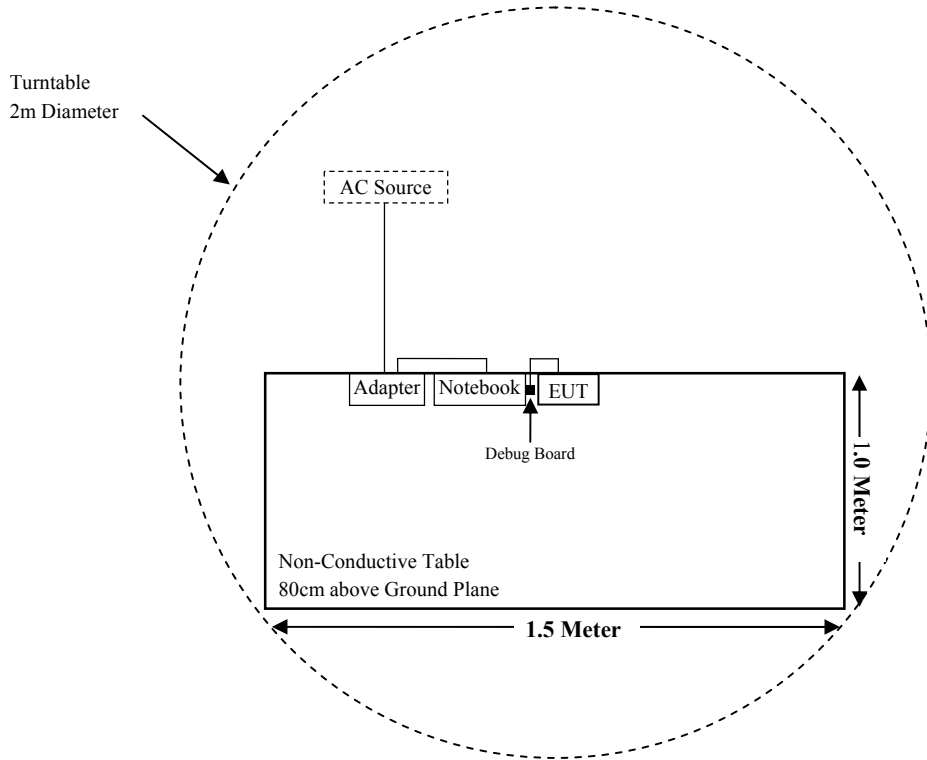 Turntable
2m Diameter
AC Source
Adapter
Notebook
EUT
Debug Board
1.0 Meter
Non-Conductive Table
80cm above Ground Plane
1.5 Meter